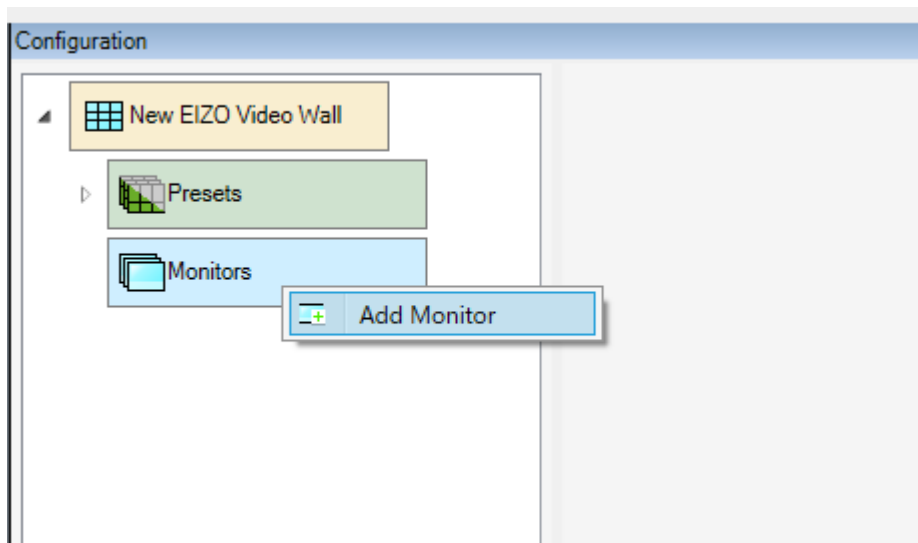 Configuration
New EIZO Video Wall
Presets
Monitors
Add Monitor